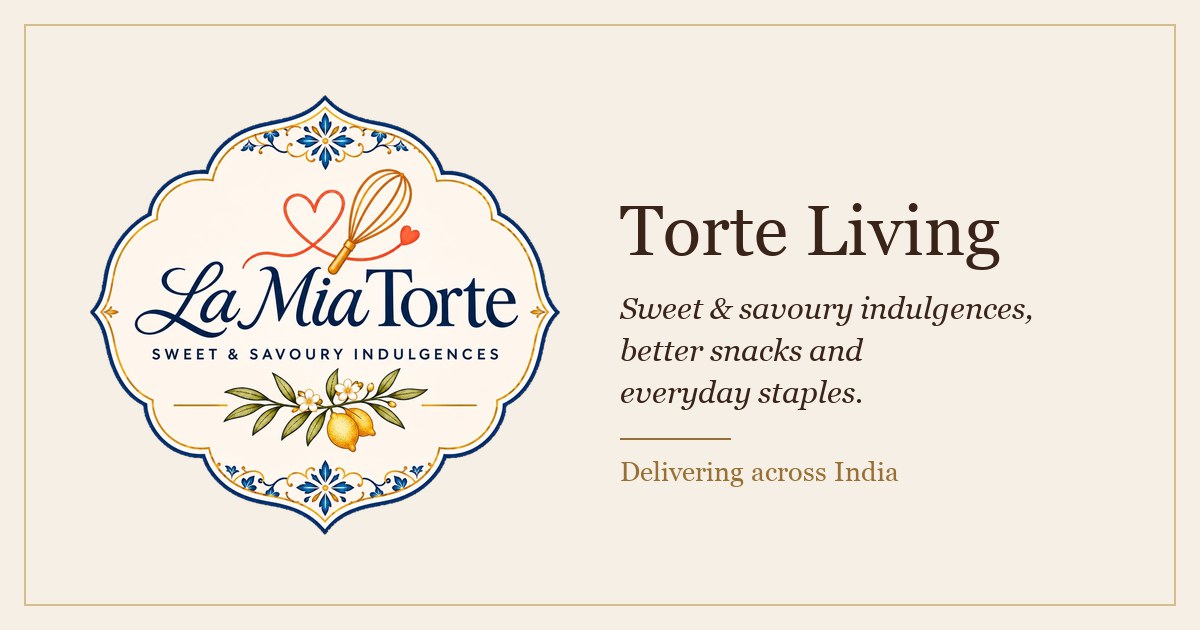 La Mia Torte
SWEET & SAVOURY INDULGENCES
Torte Living
Sweet & savoury indulgences,
better snacks and
everyday staples.
Delivering across India